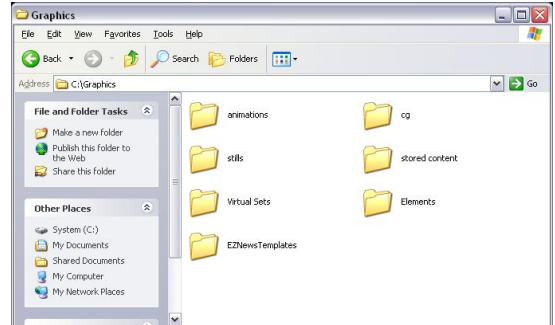 Graphics
File Edit View Favorites Tools Help
Back Search Folders
Address C:\Graphics Go
File and Folder Tasks
Make a new folder
Publish this folder to
the Web
Share this folder
Other Places
System (C:)
My Documents
Shared Documents
My Computer
My Network Places
animations cg
stills stored content
Virtual Sets Elements
EZNewsTemplates